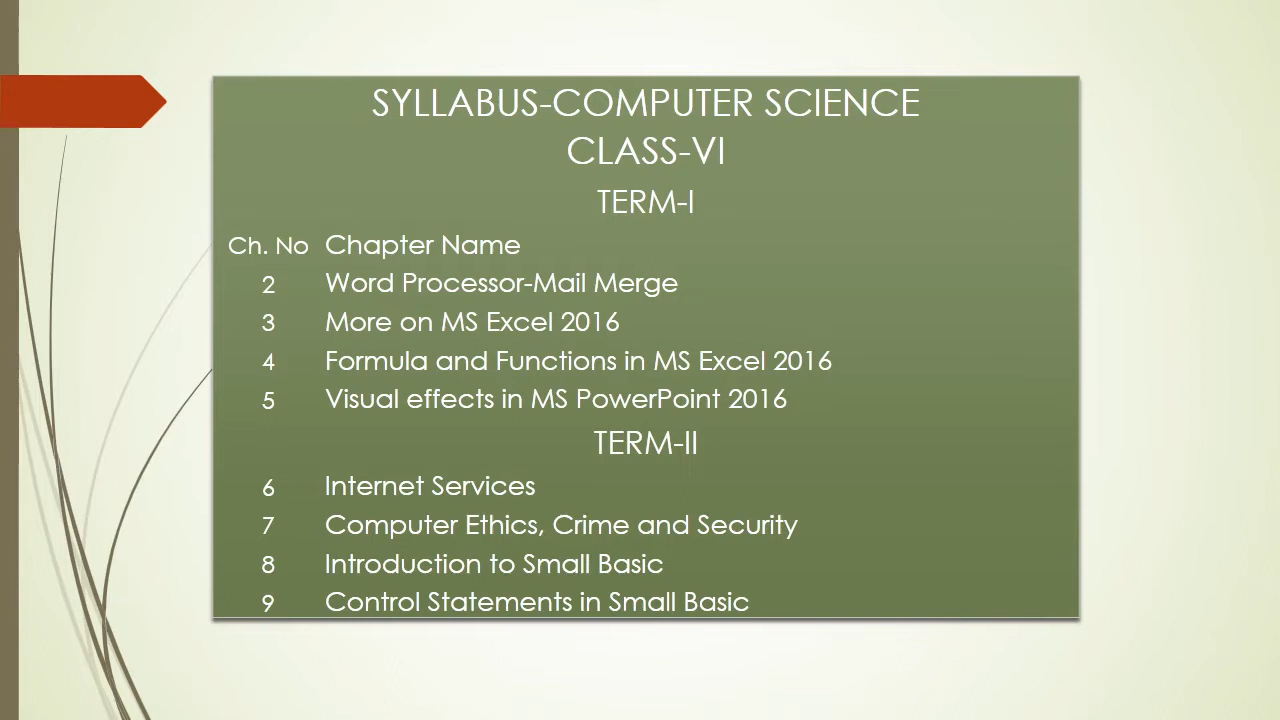 SYLLABUS-COMPUTER SCIENCE
CLASS-VI
TERM-I
Ch. No Chapter Name
2 Word Processor-Mail Merge
3 More on MS Excel 2016
4 Formula and Functions in MS Excel 2016
5 Visual effects in MS PowerPoint 2016
TERM-II
6 Internet Services
7 Computer Ethics, Crime and Security
8 Introduction to Small Basic
9 Control Statements in Small Basic